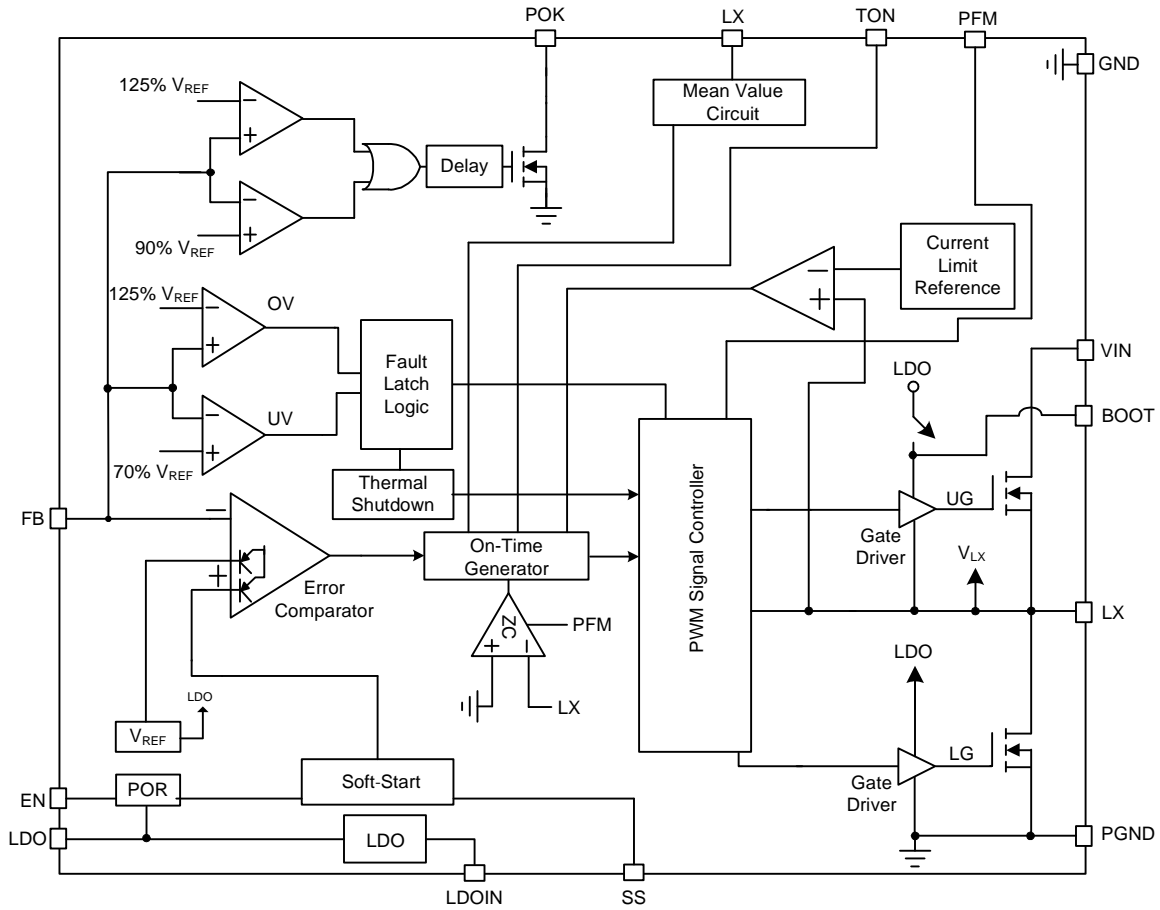 POK
LX
TON
PFM
GND
125% VREF
Mean Value
Circuit
Delay
90% VREF
Current
Limit
Reference
125% VREF
OV
Fault
Latch
Logic
UV
70% VREF
Thermal
Shutdown
VIN
LDO
BOOT
UG
Gate
Driver
FB
On-Time
Generator
Error
Comparator
PWM Signal Controller
VLX
LX
ZC
PFM
LX
LDO
LDO
VREF
LG
Gate
Driver
Soft-Start
POR
EN
LDO
LDO
PGND
LDOIN
SS